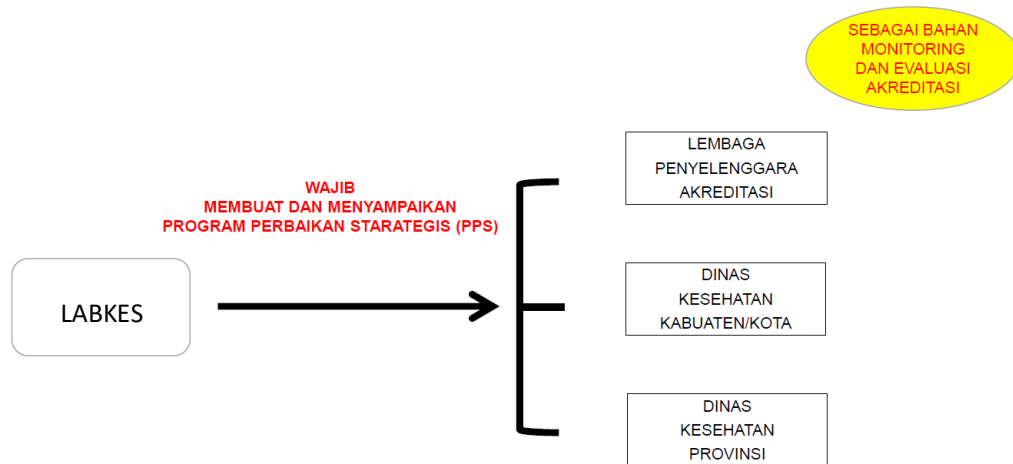 SEBAGAI BAHAN
MONITORING
DAN EVALUASI
AKREDITASI
LEMBAGA
PENYELENGGARA
AKREDITASI
WAJIB
MEMBUAT DAN MENYAMPAIKAN
PROGRAM PERBAIKAN STARATEGIS (PPS)
LABKES
DINAS
KESEHATAN
KABUATEN/KOTA
DINAS
KESEHATAN
PROVINSI